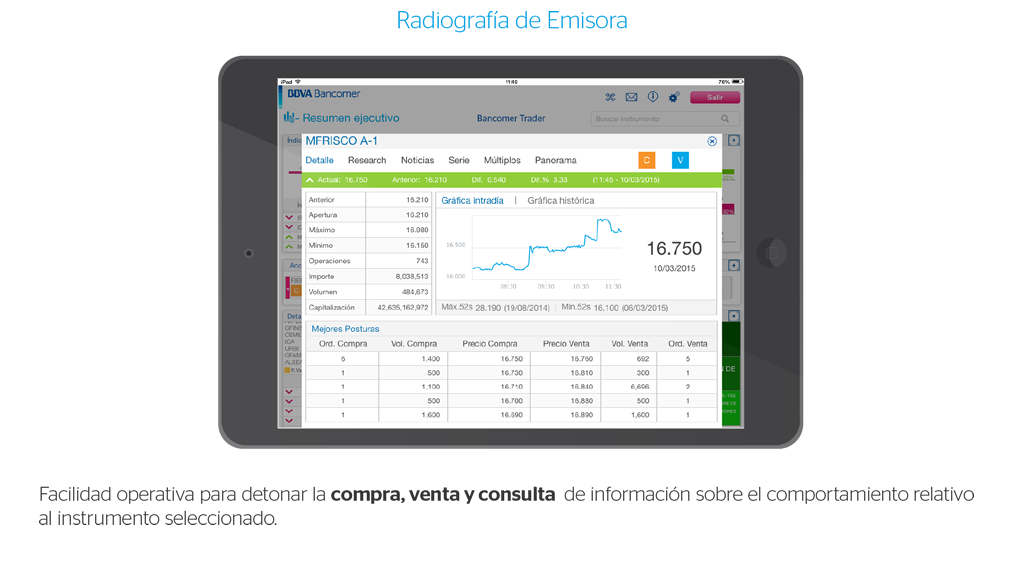 Radiografía de Emisora
iPad 11:40 76%
BBVA Bancomer
Salir
Resumen ejecutivo Bancomer Trader Buscar instrumento
MFRISCO A-1
Detalle Research Noticias Serie Múltiplos Panorama C V
Actual: 16.750 Anterior: 16.210 Dif. 0.540 Dif.% 3.33 (11:45 - 10/03/2015)
Anterior 16.210
Apertura 16.210
Máximo 16.980
Mínimo 16.150
Operaciones 743
Importe 8,038,513
Volumen 484,673
Capitalización 42,635,162,972
Gráfica intradía | Gráfica histórica
16.500
16.000
08:30 09:30 10:30 11:30
16.750
10/03/2015
Máx.52s 28.190 (19/08/2014) | Min.52s 16.100 (06/03/2015)
Mejores Posturas
Ord. Compra Vol. Compra Precio Compra Precio Venta Vol. Venta Ord. Venta
6 1,400 16.750 16.760 692 5
1 500 16.730 16.810 300 1
1 1,100 16.710 16.840 6,696 2
1 500 16.700 16.880 500 1
1 1,600 16.690 16.890 1,600 1
Facilidad operativa para detonar la compra, venta y consulta de información sobre el comportamiento relativo
al instrumento seleccionado.